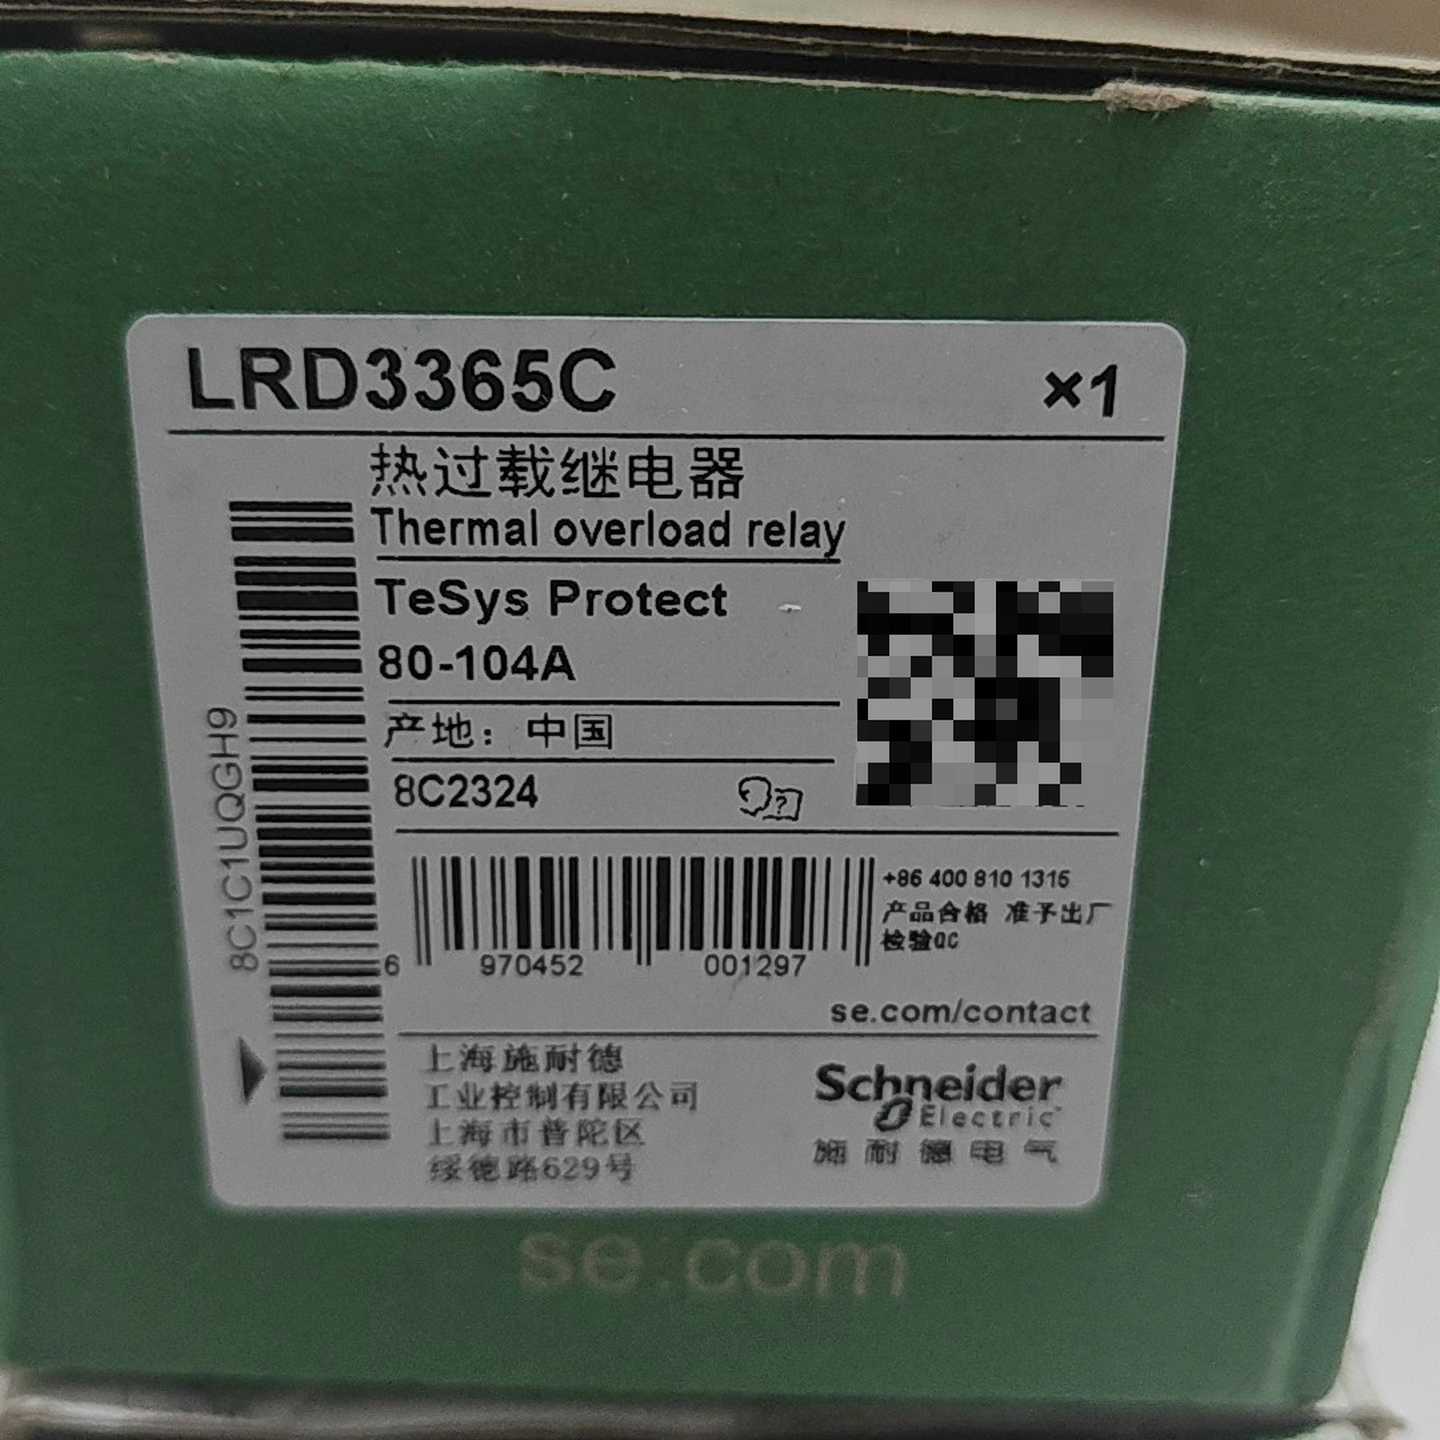 LRD3365C ×1
热过载继电器
Thermal overload relay
TeSys Protect
80-104A
产地：中国
8C2324
?
8C1C1UQGH9
6 970452 001297
+86 400 810 1315
产品合格 准予出厂
检验QC
se.com/contact
上海施耐德
工业控制有限公司
上海市普陀区
绥德路629号
Schneider
Electric
施耐德电气
se.com